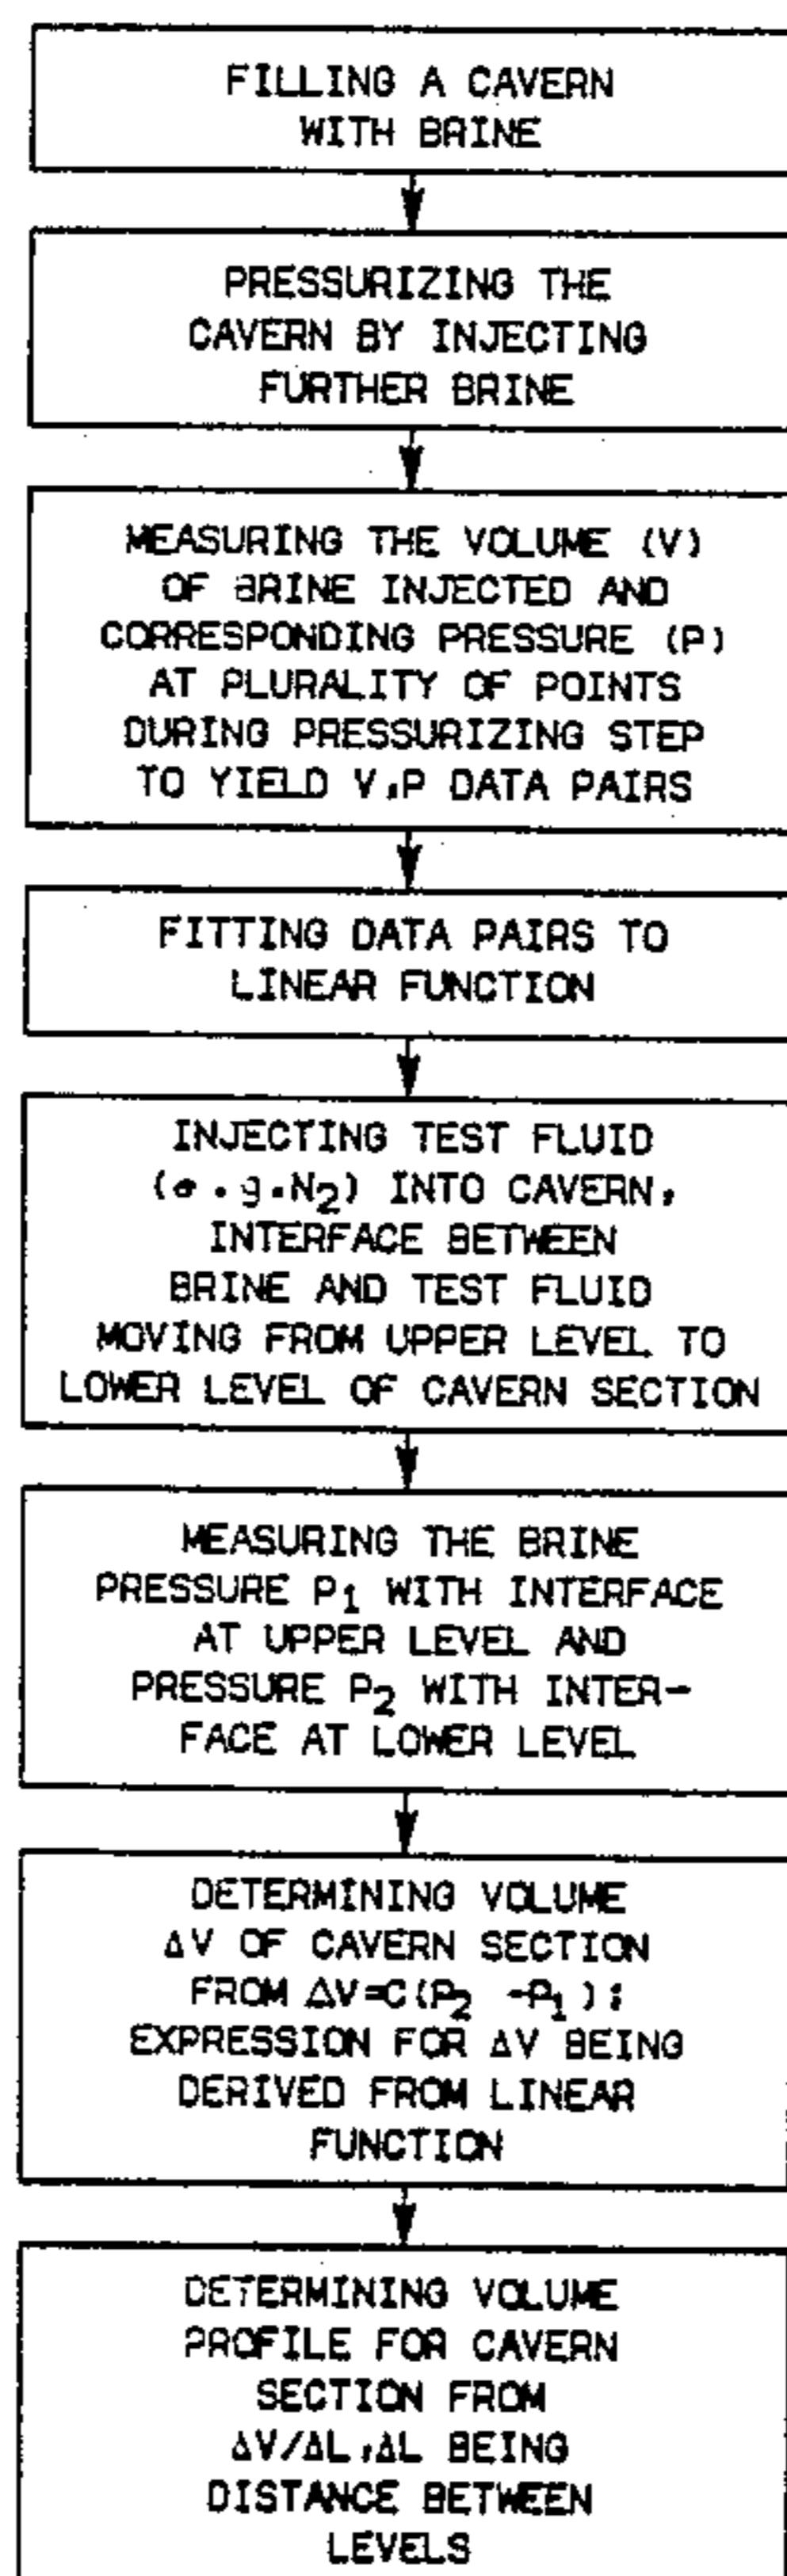 FILLING A CAVERN
WITH BRINE
PRESSURIZING THE
CAVERN BY INJECTING
FURTHER BRINE
MEASURING THE VOLUME (V)
OF BRINE INJECTED AND
CORRESPONDING PRESSURE (P)
AT PLURALITY OF POINTS
DURING PRESSURIZING STEP
TO YIELD V,P DATA PAIRS
FITTING DATA PAIRS TO
LINEAR FUNCTION
INJECTING TEST FLUID
(e.g.N₂) INTO CAVERN,
INTERFACE BETWEEN
BRINE AND TEST FLUID
MOVING FROM UPPER LEVEL TO
LOWER LEVEL OF CAVERN SECTION
MEASURING THE BRINE
PRESSURE P₁ WITH INTERFACE
AT UPPER LEVEL AND
PRESSURE P₂ WITH INTER-
FACE AT LOWER LEVEL
DETERMINING VOLUME
ΔV OF CAVERN SECTION
FROM ΔV=C(P₂ -P₁);
EXPRESSION FOR ΔV BEING
DERIVED FROM LINEAR
FUNCTION
DETERMINING VOLUME
PROFILE FOR CAVERN
SECTION FROM
ΔV/ΔL,ΔL BEING
DISTANCE BETWEEN
LEVELS